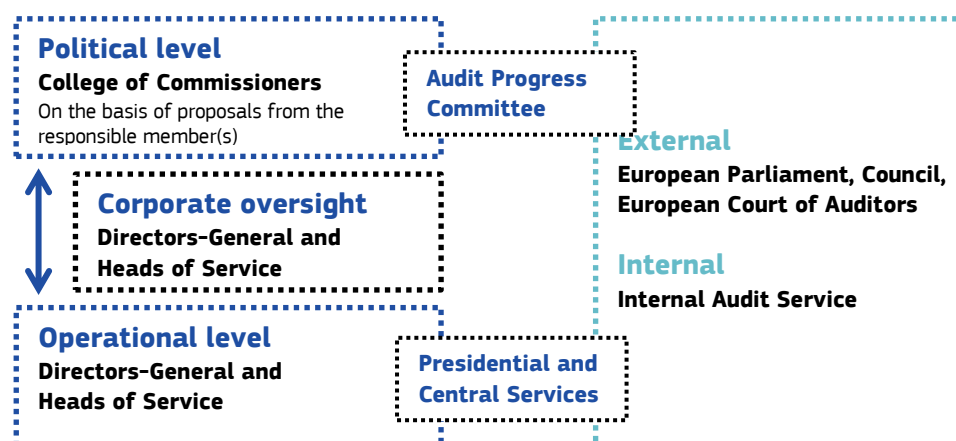 Political level
College of Commissioners
On the basis of proposals from the
responsible member(s)
Audit Progress
Committee
Corporate oversight
Directors-General and
Heads of Service
Operational level
Directors-General and
Heads of Service
Presidential and
Central Services
External
European Parliament, Council,
European Court of Auditors
Internal
Internal Audit Service